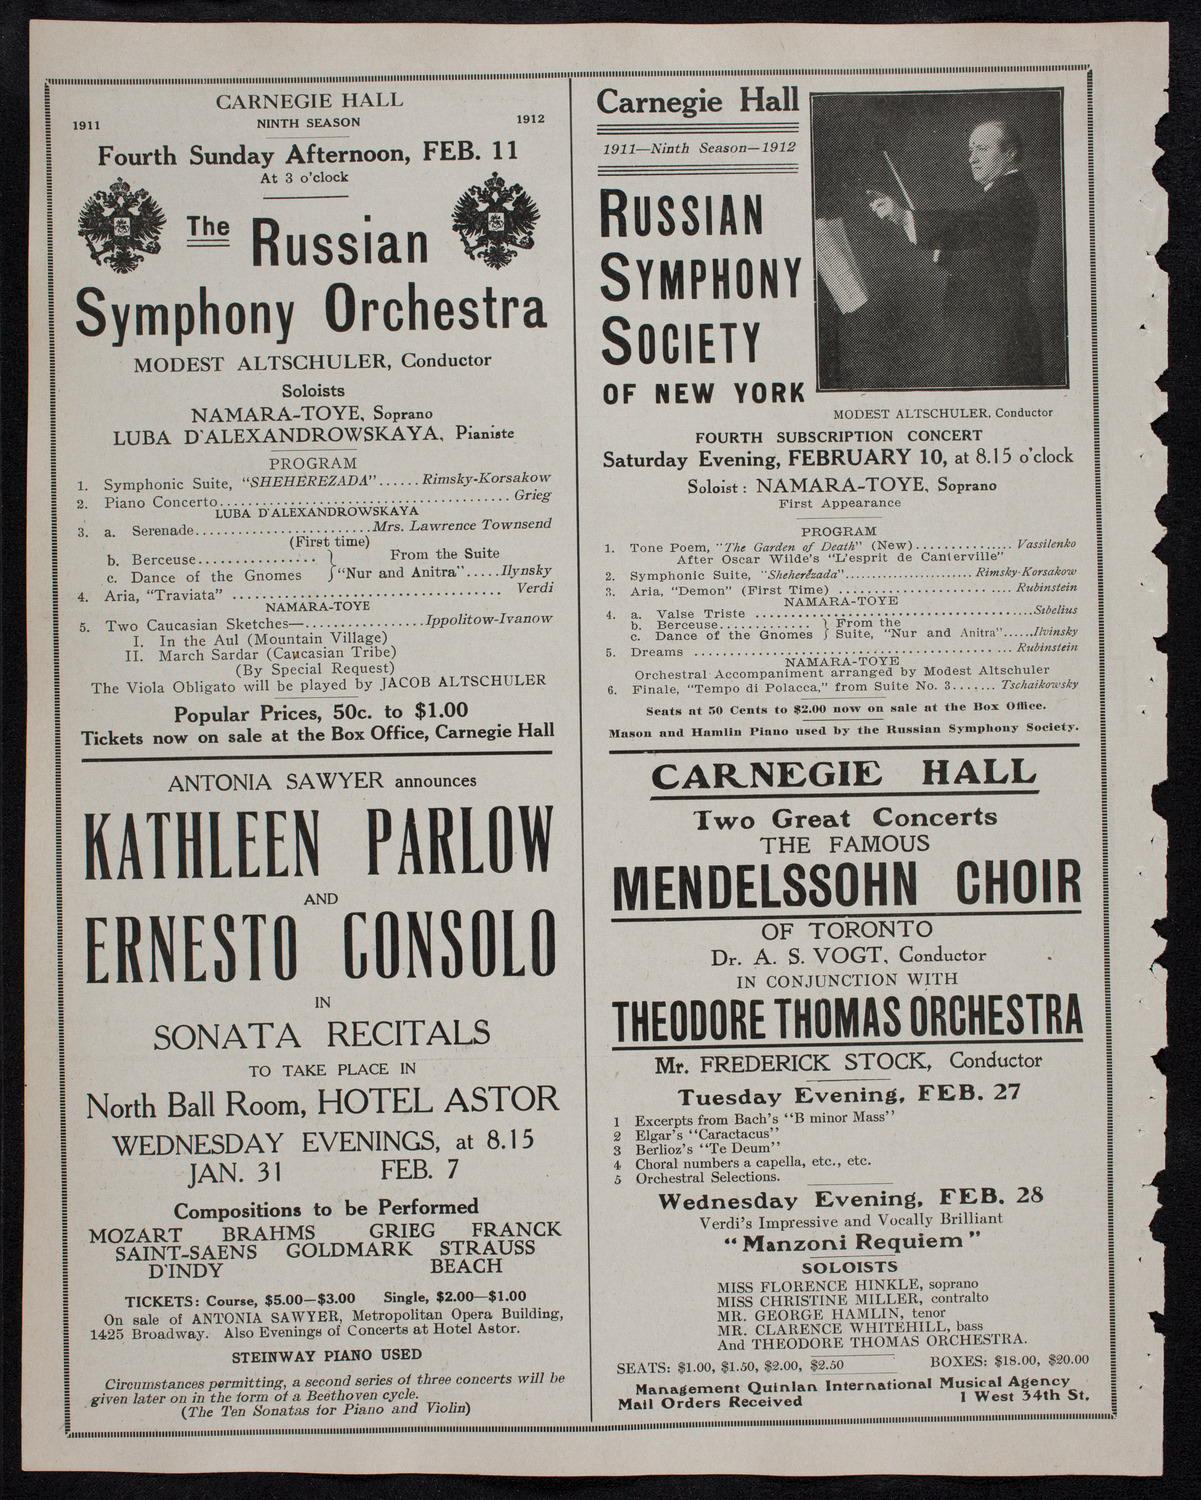 CARNEGIE HALL
1911 NINTH SEASON 1912
Fourth Sunday Afternoon, FEB. 11
At 3 o'clock
The Russian
Symphony Orchestra
MODEST ALTSCHULER, Conductor
Soloists
NAMARA-TOYE, Soprano
LUBA D'ALEXANDROWSKAYA, Pianiste
PROGRAM
1. Symphonic Suite, "SHEHEREZADA"......Rimsky-Korsakow
2. Piano Concerto.....................................Grieg
LUBA D'ALEXANDROWSKAYA
3. a. Serenade.......................Mrs. Lawrence Townsend
(First time)
b. Berceuse............... } From the Suite
c. Dance of the Gnomes } "Nur and Anitra".....Ilynsky
4. Aria, "Traviata" .................................. Verdi
NAMARA-TOYE
5. Two Caucasian Sketches—...............Ippolitow-Ivanow
I. In the Aul (Mountain Village)
II. March Sardar (Caucasian Tribe)
(By Special Request)
The Viola Obligato will be played by JACOB ALTSCHULER
Popular Prices, 50c. to $1.00
Tickets now on sale at the Box Office, Carnegie Hall
ANTONIA SAWYER announces
KATHLEEN PARLOW
AND
ERNESTO CONSOLO
IN
SONATA RECITALS
TO TAKE PLACE IN
North Ball Room, HOTEL ASTOR
WEDNESDAY EVENINGS, at 8.15
JAN. 31 FEB. 7
Compositions to be Performed
MOZART BRAHMS GRIEG FRANCK
SAINT-SAENS GOLDMARK STRAUSS
D'INDY BEACH
TICKETS: Course, $5.00—$3.00 Single, $2.00—$1.00
On sale of ANTONIA SAWYER, Metropolitan Opera Building,
1425 Broadway. Also Evenings of Concerts at Hotel Astor.
STEINWAY PIANO USED
Circumstances permitting, a second series of three concerts will be
given later on in the form of a Beethoven cycle.
(The Ten Sonatas for Piano and Violin)
Carnegie Hall
1911—Ninth Season—1912
RUSSIAN
SYMPHONY
SOCIETY
OF NEW YORK
MODEST ALTSCHULER, Conductor
FOURTH SUBSCRIPTION CONCERT
Saturday Evening, FEBRUARY 10, at 8.15 o'clock
Soloist: NAMARA-TOYE, Soprano
First Appearance
PROGRAM
1. Tone Poem, "The Garden of Death" (New)............... Vassilenko
After Oscar Wilde's "L'esprit de Canterville"
2. Symphonic Suite, "Sheherezada"....................... Rimsky-Korsakow
3. Aria, "Demon" (First Time) ........................... Rubinstein
NAMARA-TOYE
4. a. Valse Triste .......................................Sibelius
b. Berceuse............. } From the
c. Dance of the Gnomes } Suite, "Nur and Anitra".....Ilvinsky
5. Dreams ............................................... Rubinstein
NAMARA-TOYE
Orchestral Accompaniment arranged by Modest Altschuler
6. Finale, "Tempo di Polacca," from Suite No. 3....... Tschaikowsky
Seats at 50 Cents to $2.00 now on sale at the Box Office.
Mason and Hamlin Piano used by the Russian Symphony Society.
CARNEGIE HALL
Two Great Concerts
THE FAMOUS
MENDELSSOHN CHOIR
OF TORONTO
Dr. A. S. VOGT, Conductor
IN CONJUNCTION WITH
THEODORE THOMAS ORCHESTRA
Mr. FREDERICK STOCK, Conductor
Tuesday Evening, FEB. 27
1 Excerpts from Bach's "B minor Mass"
2 Elgar's "Caractacus"
3 Berlioz's "Te Deum"
4 Choral numbers a capella, etc., etc.
5 Orchestral Selections.
Wednesday Evening, FEB. 28
Verdi's Impressive and Vocally Brilliant
"Manzoni Requiem"
SOLOISTS
MISS FLORENCE HINKLE, soprano
MISS CHRISTINE MILLER, contralto
MR. GEORGE HAMLIN, tenor
MR. CLARENCE WHITEHILL, bass
And THEODORE THOMAS ORCHESTRA.
SEATS: $1.00, $1.50, $2.00, $2.50 BOXES: $18.00, $20.00
Management Quinlan International Musical Agency
Mail Orders Received 1 West 34th St.